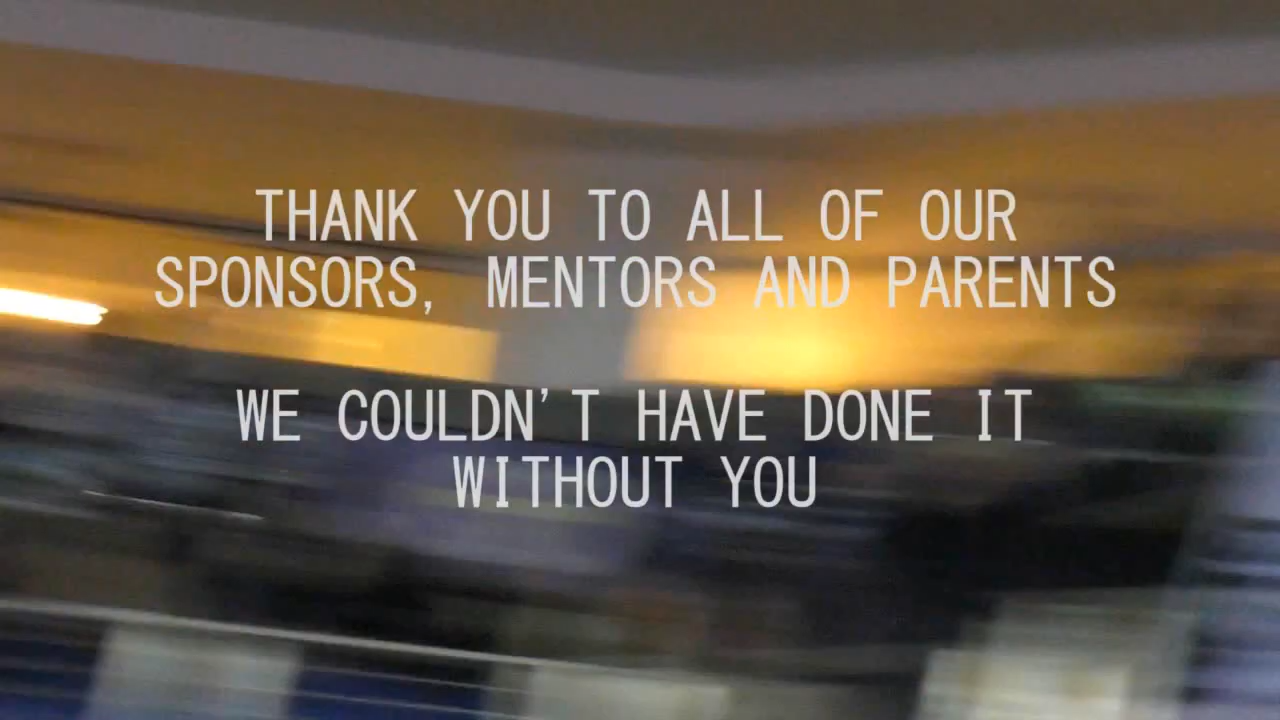 THANK YOU TO ALL OF OUR
SPONSORS, MENTORS AND PARENTS
WE COULDN'T HAVE DONE IT
WITHOUT YOU